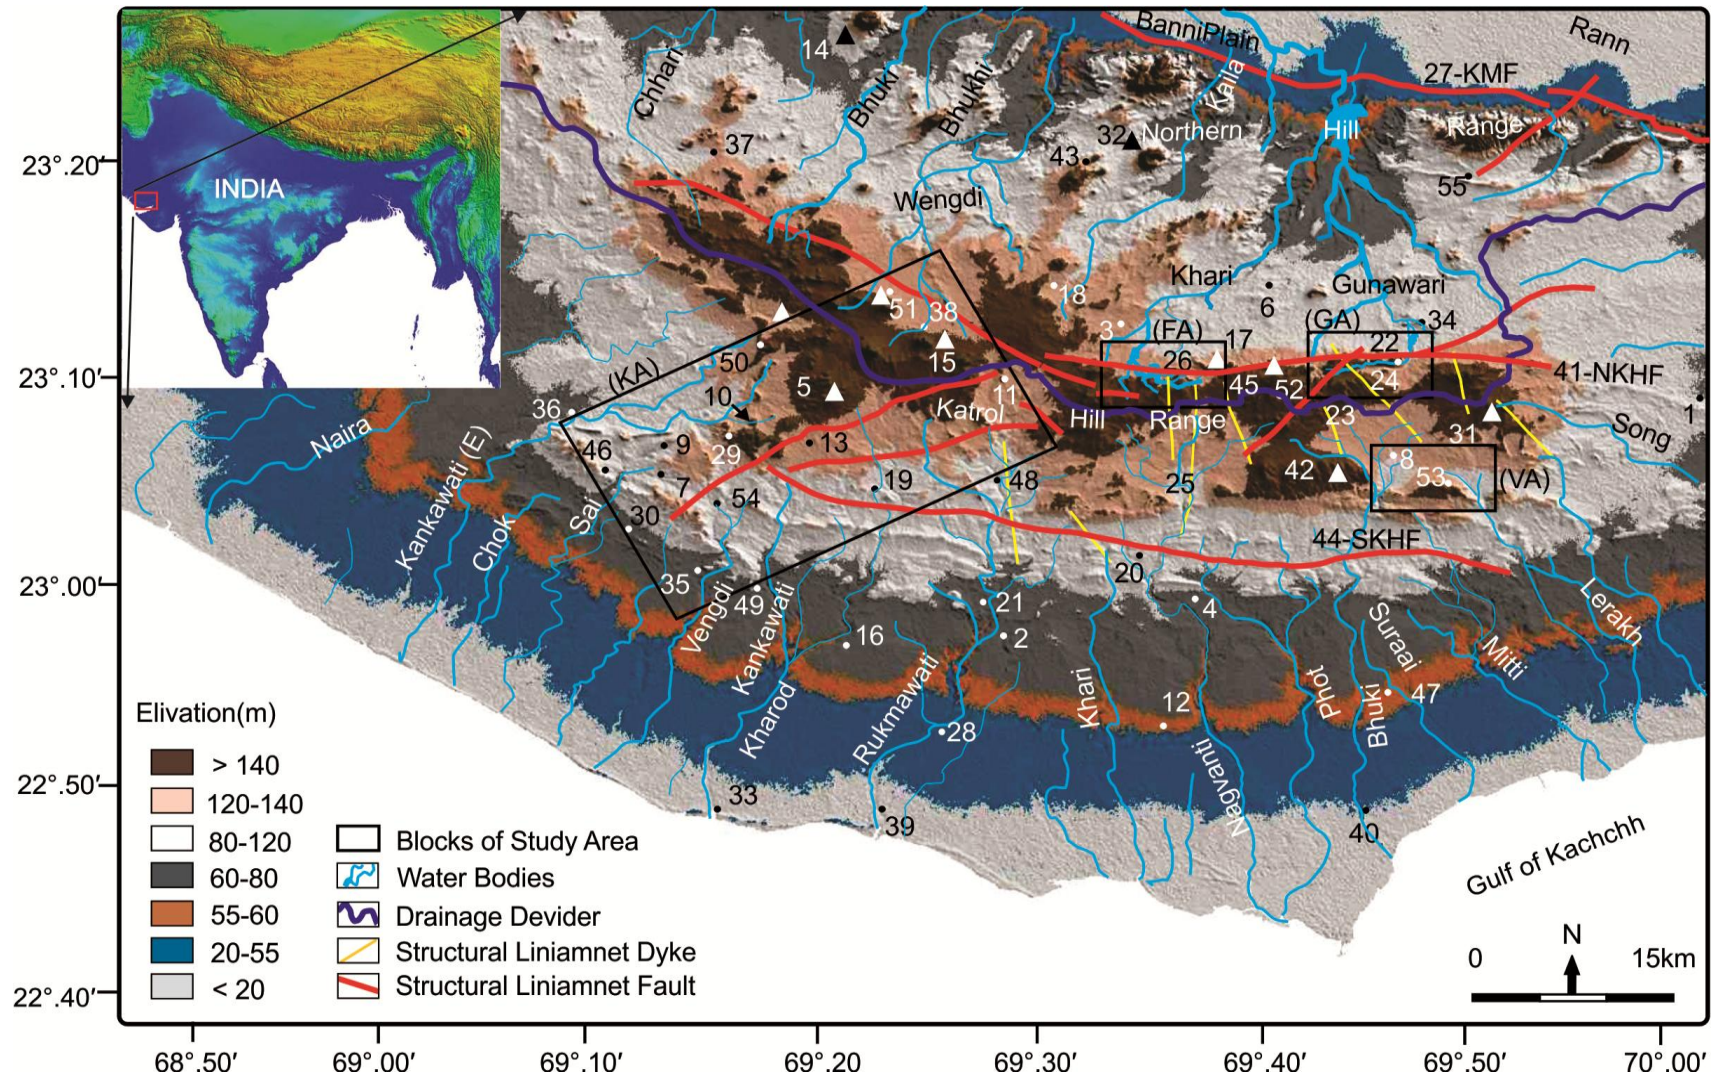 BanniPlain
Rann
14
Chhari
Bhuki
Bhukhi
Kaila
27-KMF
37
32
Northern
Hill
Range
43
55
23°.20′
INDIA
Wengdi
Khari
Gunawari
18
6
51
38
3
(FA)
17
(GA)
34
22
50
15
26
23°.10′
(KA)
5
11
45
52
24
41-NKHF
10
36
Katrol
Hill
Range
23
31
1
Song
Naira
46
9
29
13
42
8
53
(VA)
Kankawati (E)
7
54
19
48
25
Chok
Sai
30
44-SKHF
20
23°.00′
35
49
21
4
Vengdi
Kankawati
16
2
Suraai
Lerakh
Mitti
Kharod
Rukmawati
Khari
12
Phot
Bhuki
47
28
Nagvanti
22°.50′
33
39
40
Gulf of Kachchh
Elivation(m)
> 140
120-140
80-120
60-80
55-60
20-55
< 20
Blocks of Study Area
Water Bodies
Drainage Devider
Structural Liniamnet Dyke
Structural Liniamnet Fault
N
0 15km
22°.40′
68°.50′ 69°.00′ 69°.10′ 69°.20′ 69°.30′ 69°.40′ 69°.50′ 70°.00′